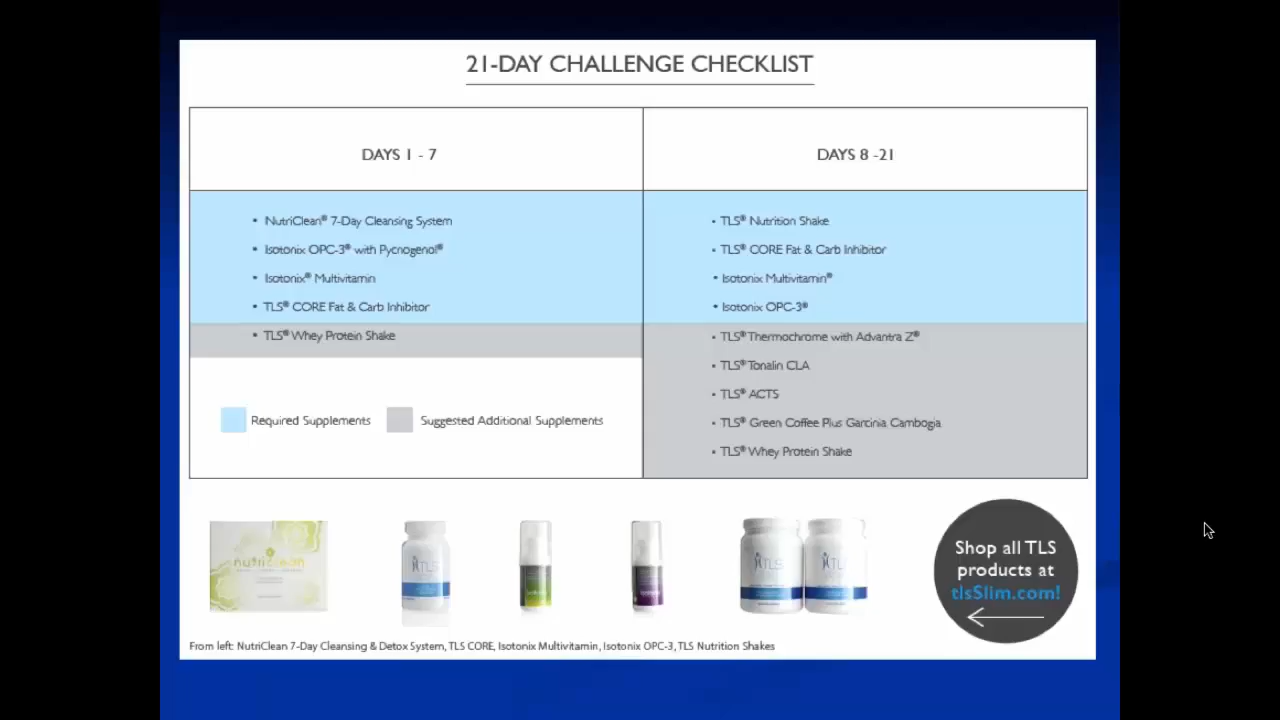 21-DAY CHALLENGE CHECKLIST
DAYS 1 - 7
• NutriClean® 7-Day Cleansing System
• Isotonix OPC-3® with Pycnogenol®
• Isotonix® Multivitamin
• TLS® CORE Fat & Carb Inhibitor
• TLS® Whey Protein Shake
Required Supplements
Suggested Additional Supplements
DAYS 8 -21
• TLS® Nutrition Shake
• TLS® CORE Fat & Carb Inhibitor
• Isotonix Multivitamin®
• Isotonix OPC-3®
• TLS® Thermochrome with Advantra Z®
• TLS® Tonalin CLA
• TLS® ACTS
• TLS® Green Coffee Plus Garcinia Cambogia
• TLS® Whey Protein Shake
nutriclean
TLS
TLS
TL
Shop all TLS
products at
tlsSlim.com!
From left: NutriClean 7-Day Cleansing & Detox System, TLS CORE, Isotonix Multivitamin, Isotonix OPC-3, TLS Nutrition Shakes